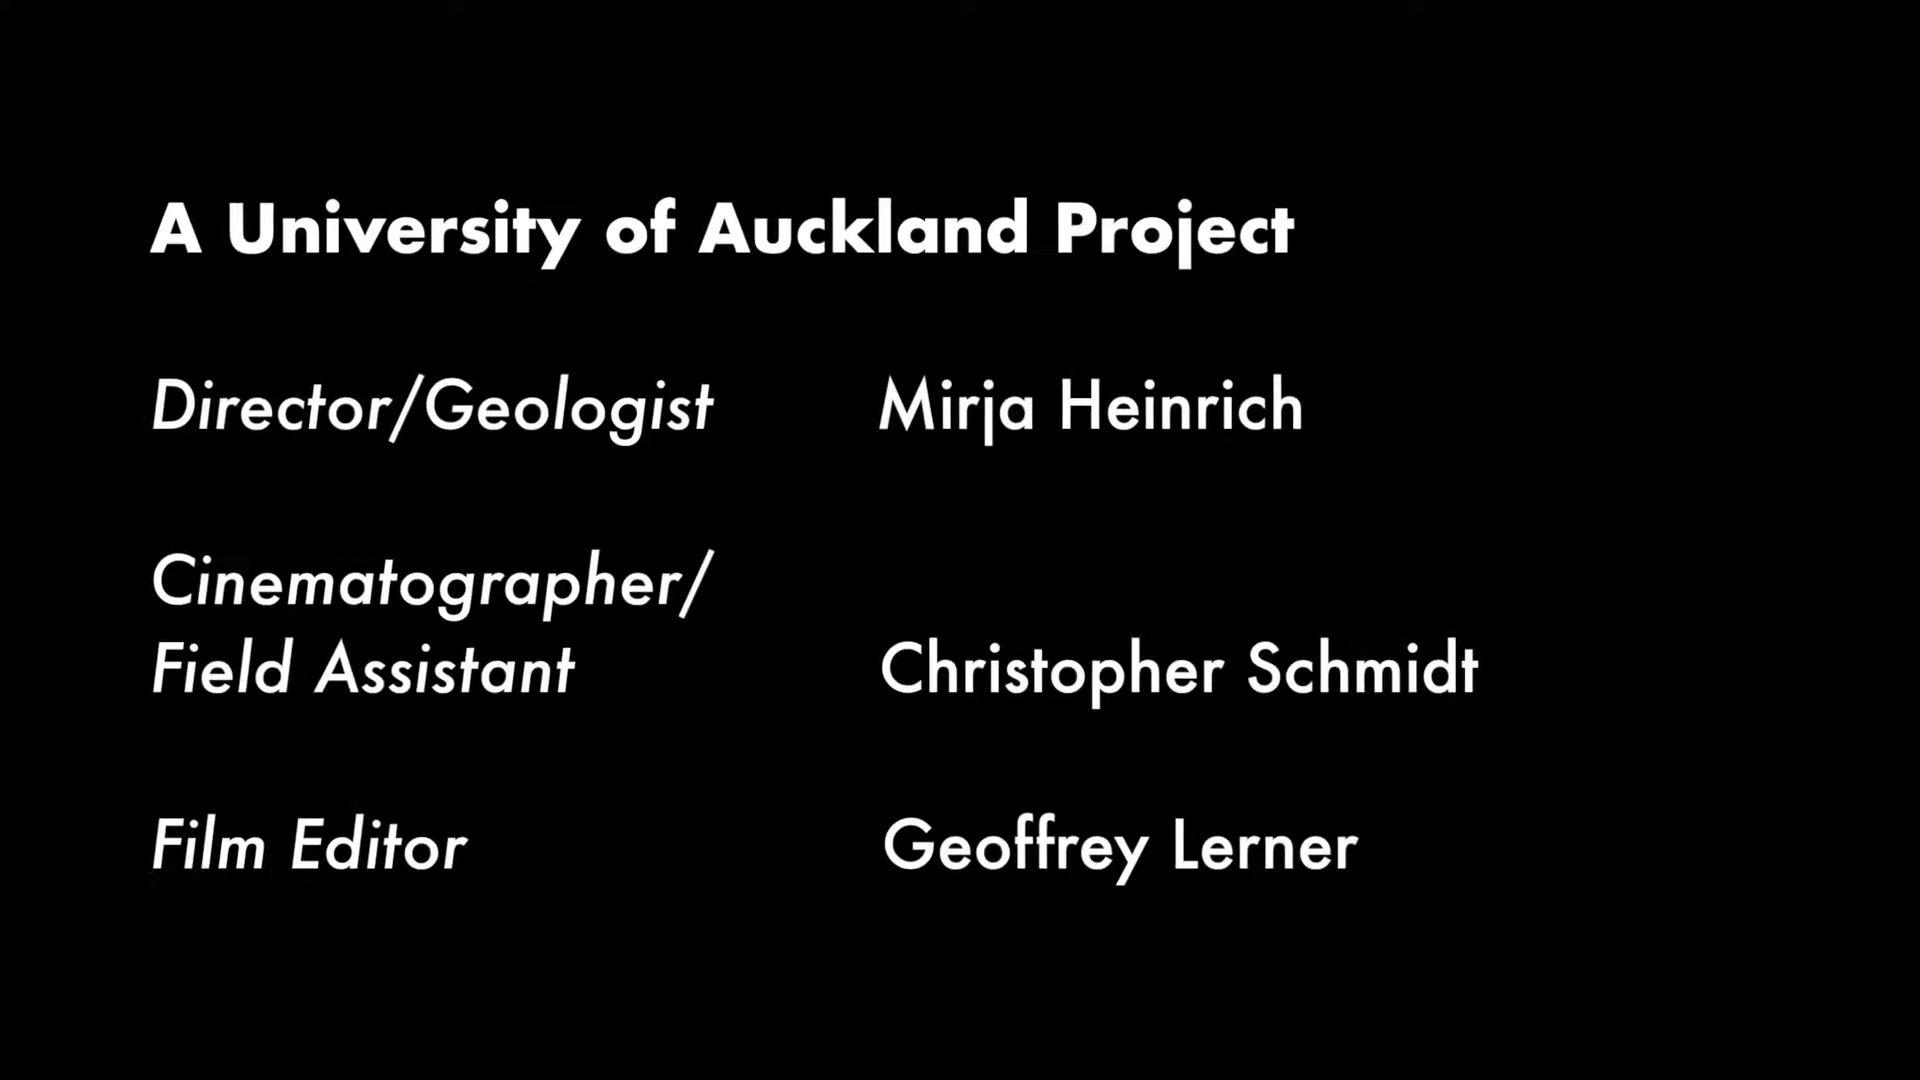 A University of Auckland Project
Director/Geologist Mirja Heinrich
Cinematographer/
Field Assistant Christopher Schmidt
Film Editor Geoffrey Lerner